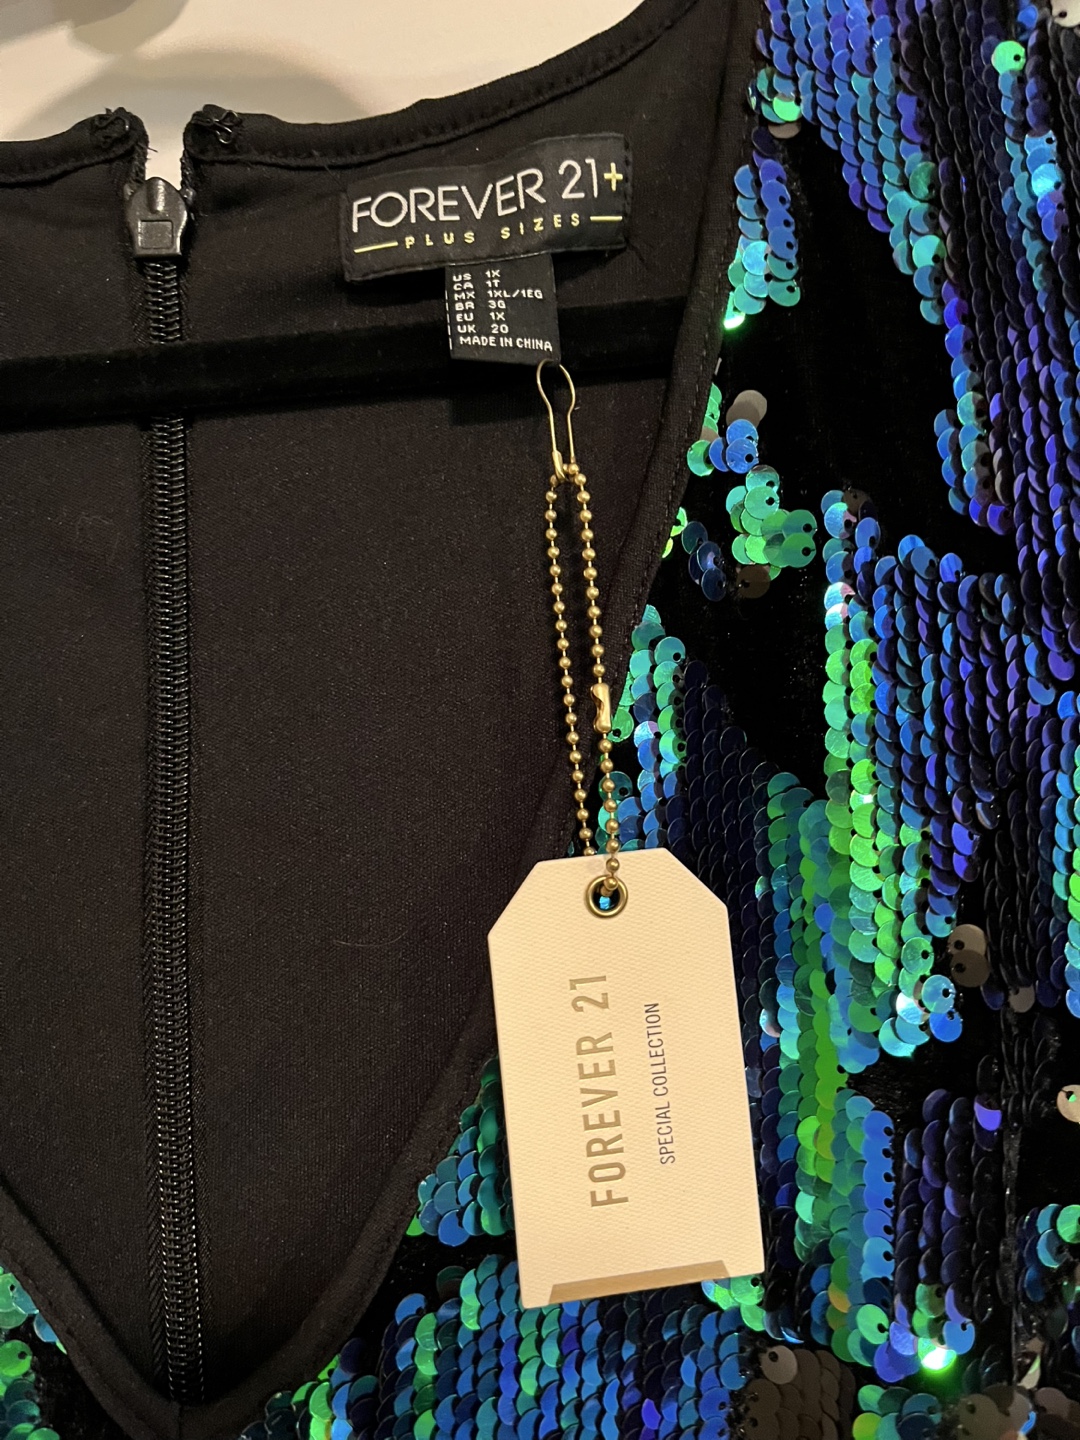 FOREVER 21+
PLUS SIZES
US 1X
CA 1T
MX 1XL/1EG
BR 3G
EU 1X
UK 20
MADE IN CHINA
FOREVER 21
SPECIAL COLLECTION